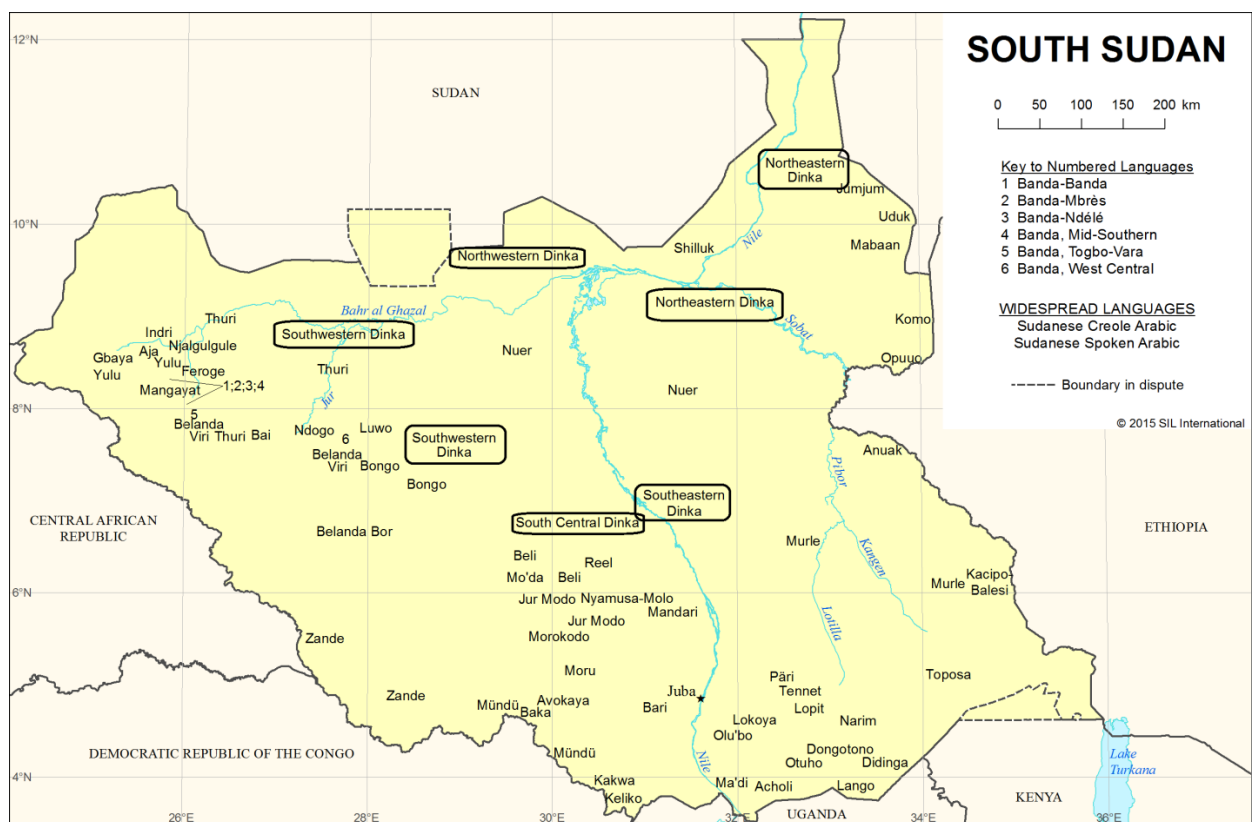 SOUTH SUDAN
0 50 100 150 200 km
Key to Numbered Languages
1 Banda-Banda
2 Banda-Mbrès
3 Banda-Ndélé
4 Banda, Mid-Southern
5 Banda, Togbo-Vara
6 Banda, West Central
WIDESPREAD LANGUAGES
Sudanese Creole Arabic
Sudanese Spoken Arabic
Boundary in dispute
© 2015 SIL International
12°N
SUDAN
Northeastern
Dinka
Jumjum
10°N
Uduk
Nile
Shilluk
Mabaan
Northwestern Dinka
Northeastern Dinka
Bahr al Ghazal
Sobat
Thuri
Komo
Indri
Southwestern Dinka
Njalgulgule
Aja
Nuer
Gbaya
Yulu
Opuuo
Yulu
Feroge
Thuri
Mangayat
1;2;3;4
Nuer
Jur
8°N
5
Belanda
Viri
Thuri
Bai
Ndogo
6
Luwo
Southwestern
Dinka
Belanda
Viri
Bongo
Anuak
Bongo
Pibor
Southeastern
Dinka
South Central Dinka
CENTRAL AFRICAN
REPUBLIC
ETHIOPIA
Belanda Bor
Murle
Kangen
Beli
Reel
Mo'da
Beli
Kacipo-
Balesi
Murle
6°N
Jur Modo
Nyamusa-Molo
Mandari
Jur Modo
Lotilla
Morokodo
Zande
Moru
Päri
Toposa
Tennet
Zande
Juba
Mündü
Avokaya
Baka
Bari
Lopit
Lokoya
Narim
Olu'bo
DEMOCRATIC REPUBLIC OF THE CONGO
Mündü
Dongotono
Otuho
Didinga
Nile
Lake
Turkana
4°N
Kakwa
Ma'di
Acholi
Lango
Keliko
KENYA
UGANDA
26°E
28°E
30°E
32°E
34°E
36°E